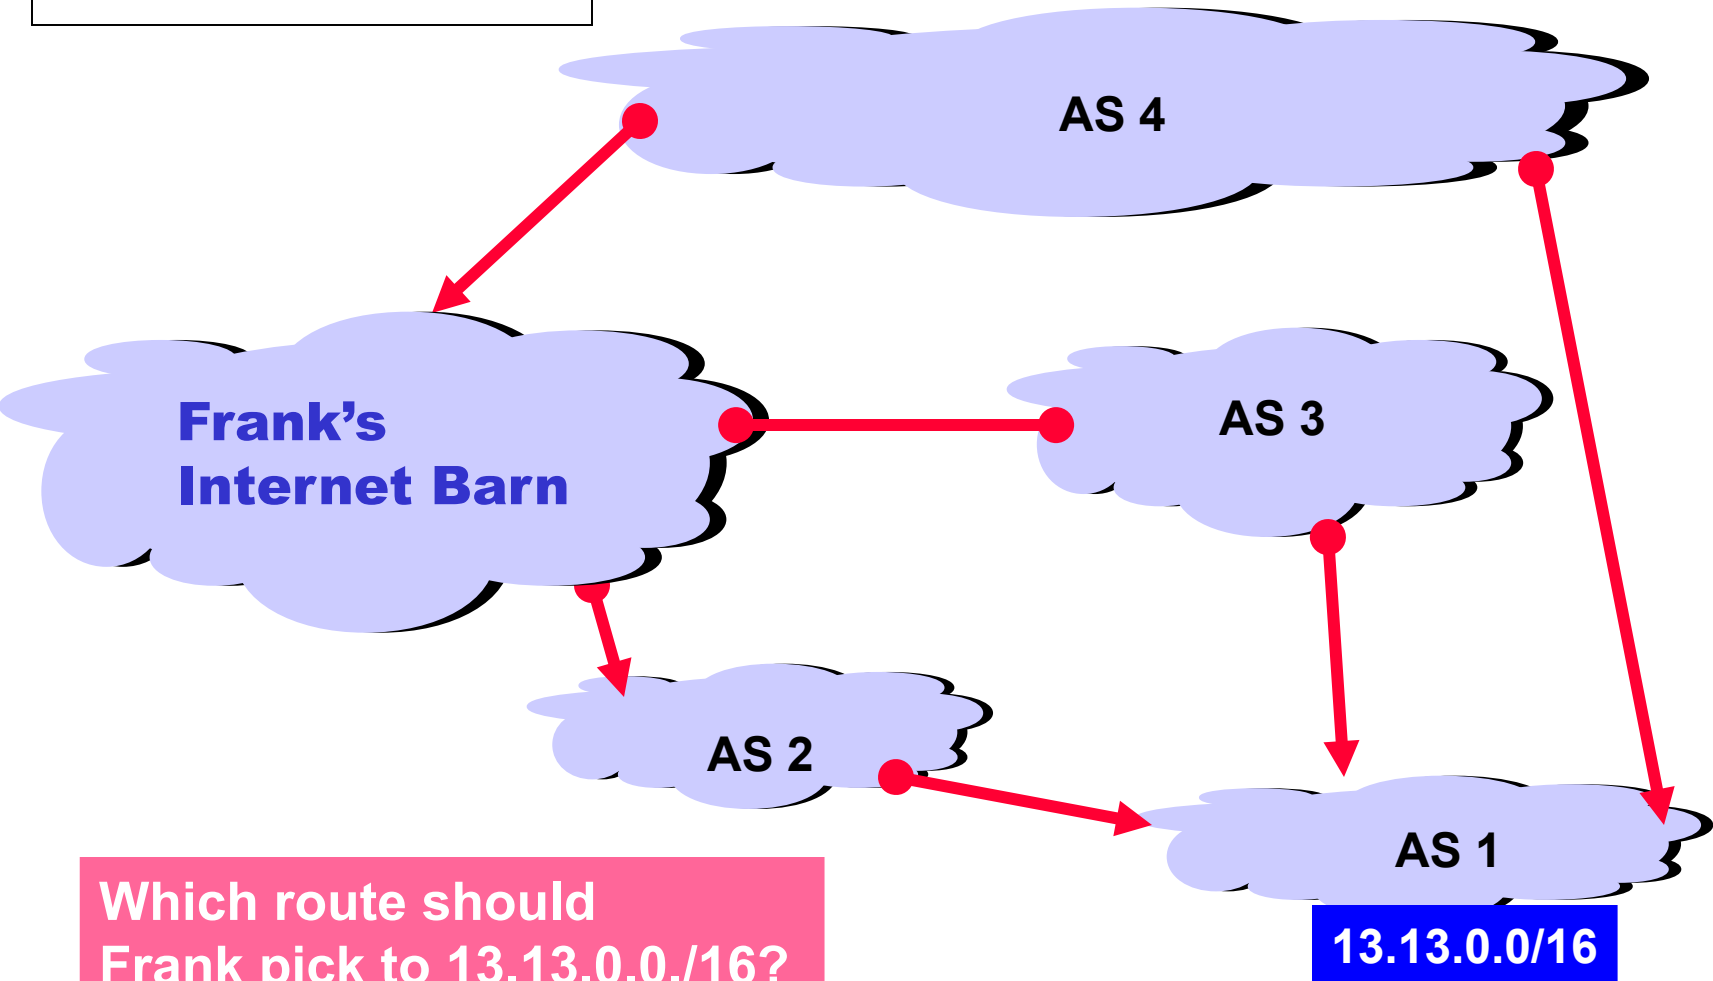 AS 4
Frank’s
Internet Barn
AS 3
AS 2
AS 1
Which route should
Frank pick to 13.13.0.0./16?
13.13.0.0/16